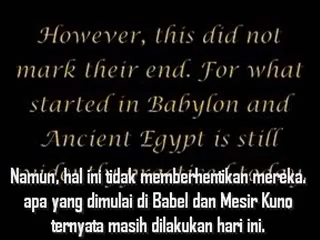 However, this did not
mark their end. For what
started in Babylon and
Ancient Egypt is still
Namun, hal ini tidak memberhentikan mereka.
apa yang dimulai di Babel dan Mesir Kuno
ternyata masih dilakukan hari ini.